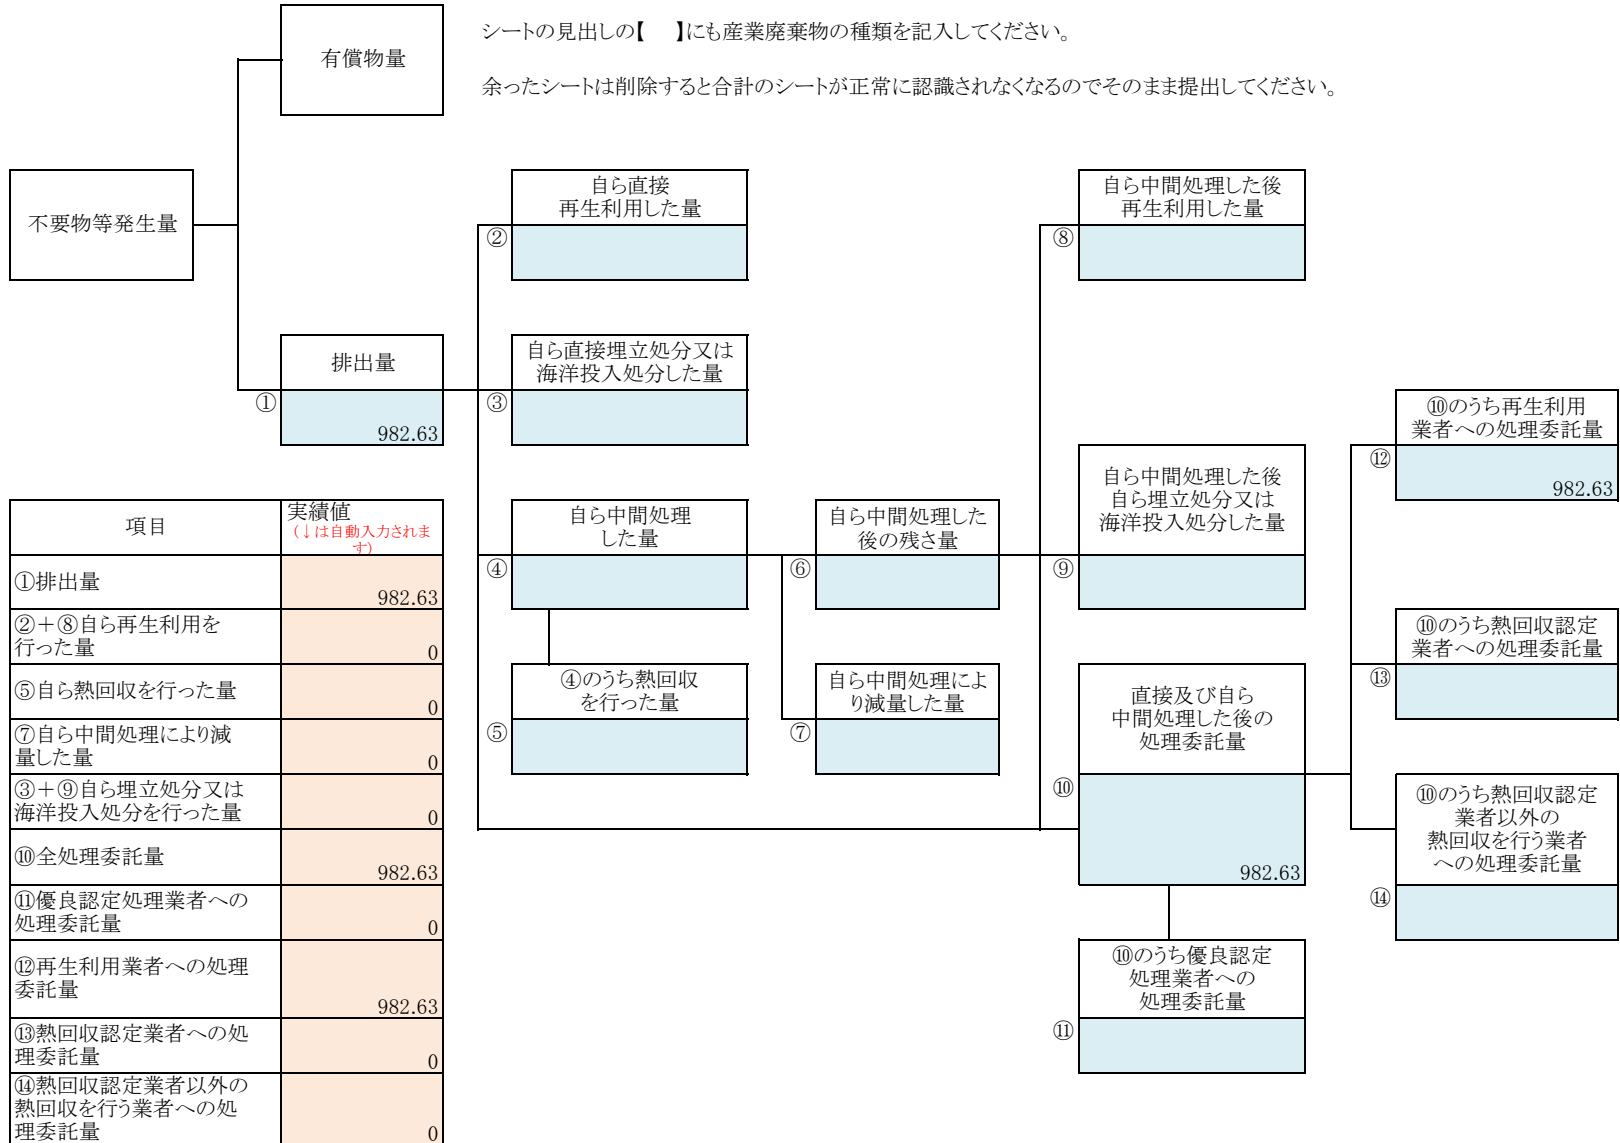 有償物量
シートの見出しの【　】にも産業廃棄物の種類を記入してください。
余ったシートは削除すると合計のシートが正常に認識されなくなるのでそのまま提出してください。
不要物等発生量
自ら直接
再生利用した量
②
自ら中間処理した後
再生利用した量
⑧
排出量
①
982.63
自ら直接埋立処分又は
海洋投入処分した量
③
⑩のうち再生利用
業者への処理委託量
⑫
982.63
自ら中間処理
した量
④
自ら中間処理した
後の残さ量
⑥
自ら中間処理した後
自ら埋立処分又は
海洋投入処分した量
⑨
⑩のうち熱回収認定
業者への処理委託量
⑬
④のうち熱回収
を行った量
⑤
自ら中間処理によ
り減量した量
⑦
直接及び自ら
中間処理した後の
処理委託量
⑩
982.63
⑩のうち熱回収認定
業者以外の
熱回収を行う業者
への処理委託量
⑭
⑩のうち優良認定
処理業者への
処理委託量
⑪
項目
実績値
(↓は自動入力されま
す)
①排出量
982.63
②＋⑧自ら再生利用を
行った量
0
⑤自ら熱回収を行った量
0
⑦自ら中間処理により減
量した量
0
③＋⑨自ら埋立処分又は
海洋投入処分を行った量
0
⑩全処理委託量
982.63
⑪優良認定処理業者への
処理委託量
0
⑫再生利用業者への処理
委託量
982.63
⑬熱回収認定業者への処
理委託量
0
⑭熱回収認定業者以外の
熱回収を行う業者への処
理委託量
0